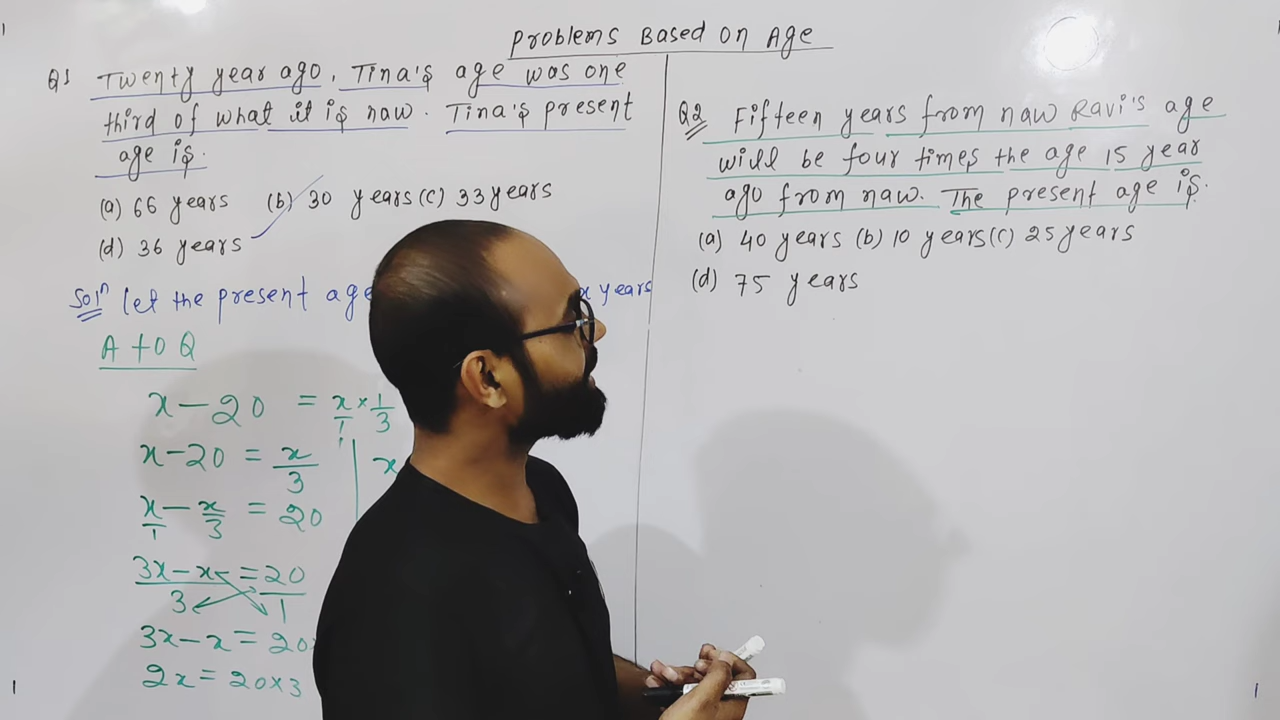 Problems Based on Age
Q1 Twenty year ago, Tina's age was one
third of what it is naw. Tina's present
age is.
(a) 66 years (b) 30 years (c) 33 years
(d) 36 years
Solⁿ let the present age x years
A to Q
x - 20 = x/1 × 1/3
x - 20 = x/3
x
x/1 - x/3 = 20
3x - x/3 = 20/1
3x - x = 20
2x = 20 × 3
Q2 Fifteen years from naw Ravi's age
will be four times the age 15 year
ago from naw. The present age is.
(a) 40 years (b) 10 years (c) 25 years
(d) 75 years